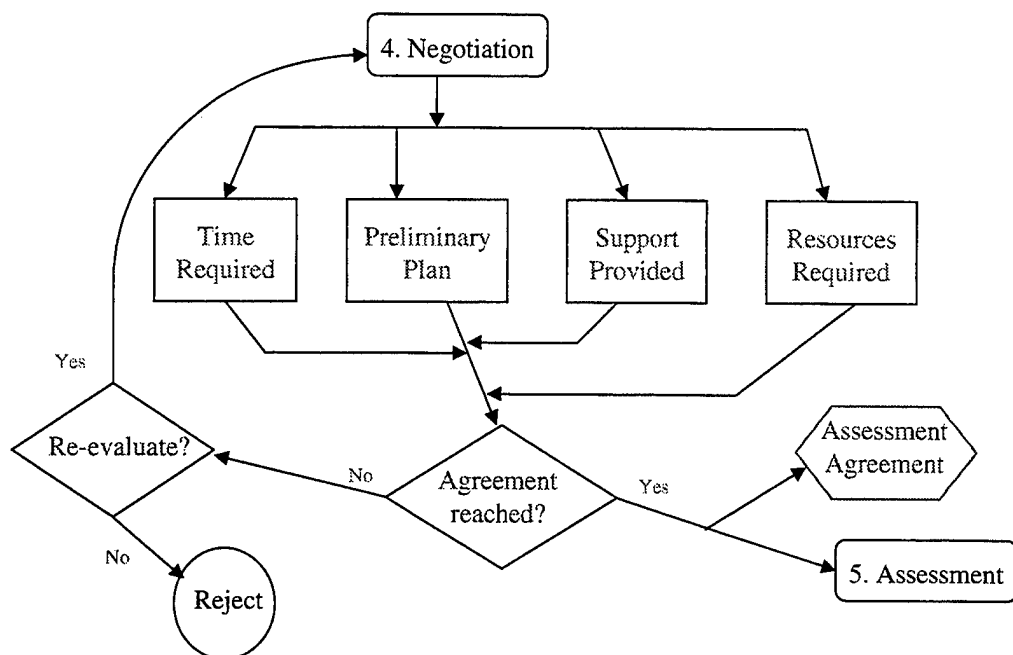 4. Negotiation
Time
Required
Preliminary
Plan
Support
Provided
Resources
Required
Yes
Re-evaluate?
No
Agreement
reached?
Yes
Assessment
Agreement
No
Reject
5. Assessment